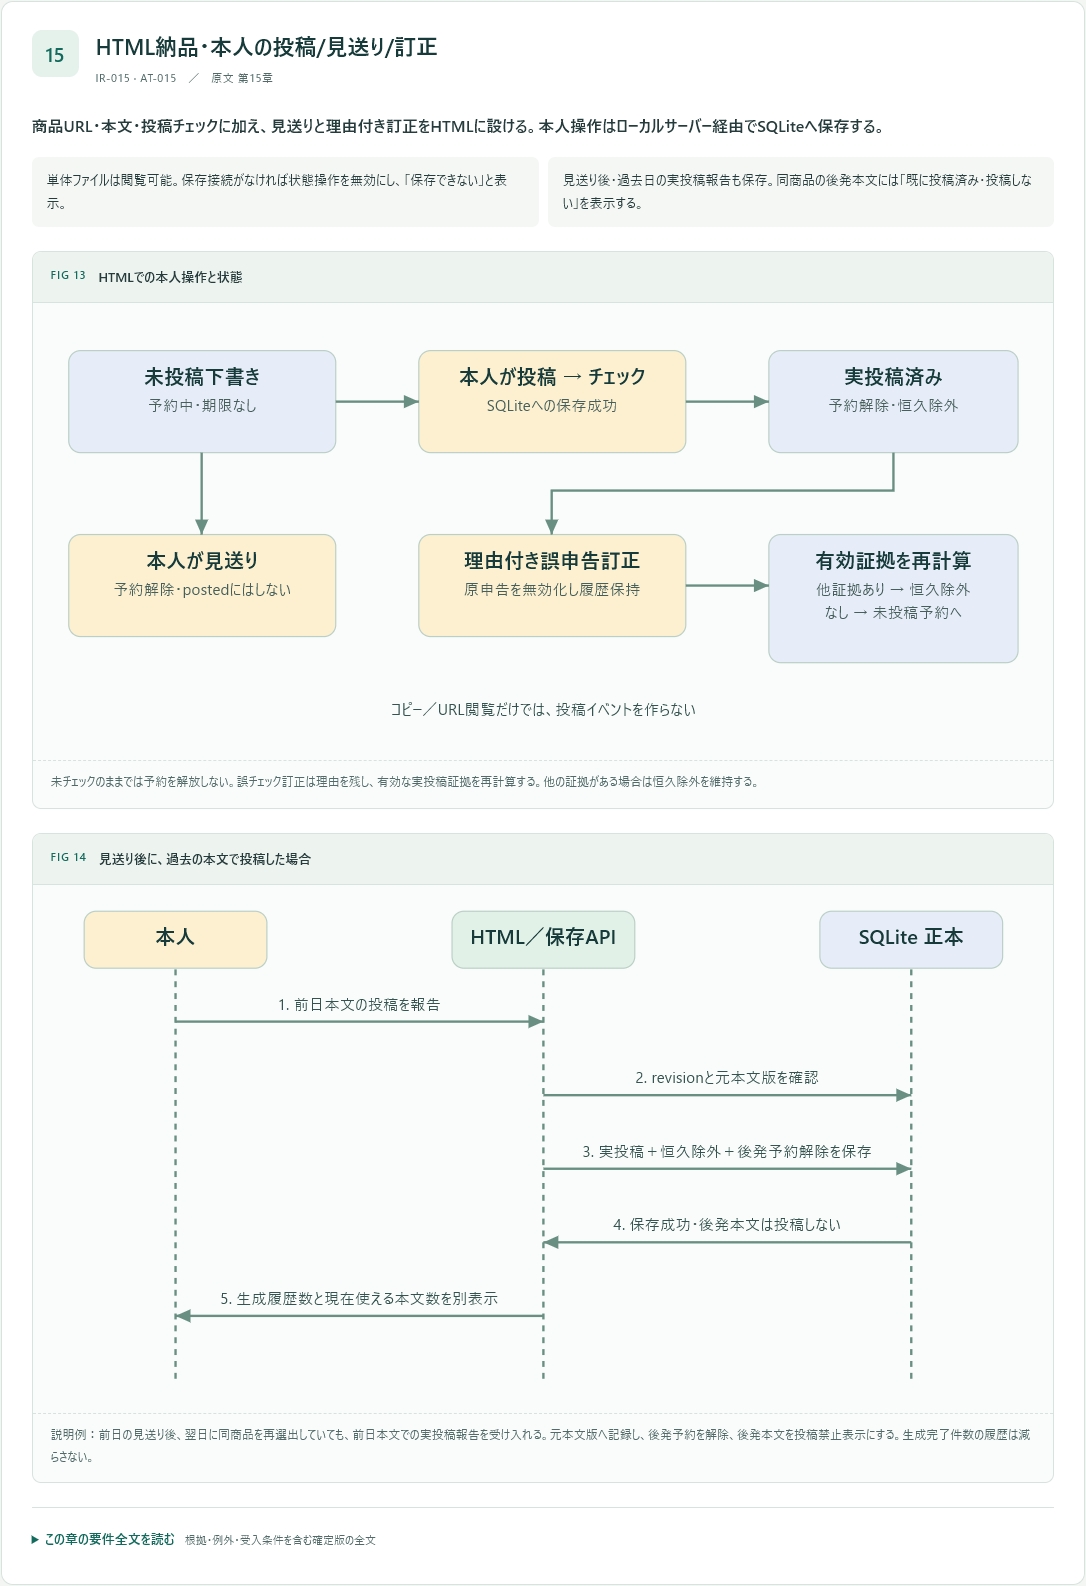 15
HTML納品・本人の投稿/見送り/訂正
IR-015・AT-015 ／ 原文 第15章
商品URL・本文・投稿チェックに加え、見送りと理由付き訂正をHTMLに設ける。本人操作はローカルサーバー経由でSQLiteへ保存する。
単体ファイルは閲覧可能。保存接続がなければ状態操作を無効にし、「保存できない」と表
示。
見送り後・過去日の実投稿報告も保存。同商品の後発本文には「既に投稿済み・投稿しな
い」を表示する。
FIG 13 HTMLでの本人操作と状態
未投稿下書き
予約中・期限なし
本人が投稿 → チェック
SQLiteへの保存成功
実投稿済み
予約解除・恒久除外
本人が見送り
予約解除・postedにはしない
理由付き誤申告訂正
原申告を無効化し履歴保持
有効証拠を再計算
他証拠あり → 恒久除外
なし → 未投稿予約へ
コピー／URL閲覧だけでは、投稿イベントを作らない
未チェックのままでは予約を解放しない。誤チェック訂正は理由を残し、有効な実投稿証拠を再計算する。他の証拠がある場合は恒久除外を維持する。
FIG 14 見送り後に、過去の本文で投稿した場合
本人
HTML／保存API
SQLite 正本
1. 前日本文の投稿を報告
2. revisionと元本文版を確認
3. 実投稿＋恒久除外＋後発予約解除を保存
4. 保存成功・後発本文は投稿しない
5. 生成履歴数と現在使える本文数を別表示
説明例：前日の見送り後、翌日に同商品を再選出していても、前日本文での実投稿報告を受け入れる。元本文版へ記録し、後発予約を解除、後発本文を投稿禁止表示にする。生成完了件数の履歴は減
らさない。
▶ この章の要件全文を読む 根拠・例外・受入条件を含む確定版の全文